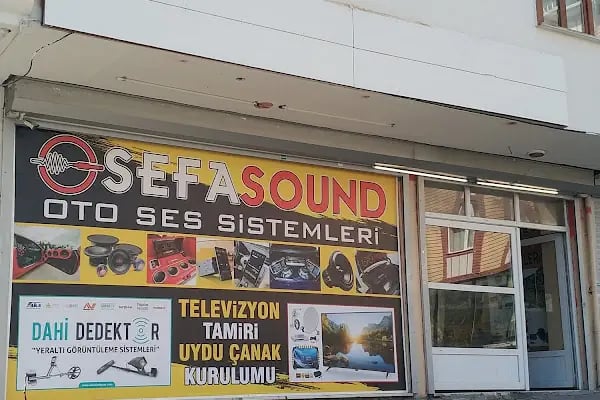 SEFASOUND
OTO SES SİSTEMLERİ
DAHİ DEDEKTÖR
"YERALTI GÖRÜNTÜLEME SİSTEMLERİ"
TELEVİZYON
TAMİRİ
UYDU ÇANAK
KURULUMU